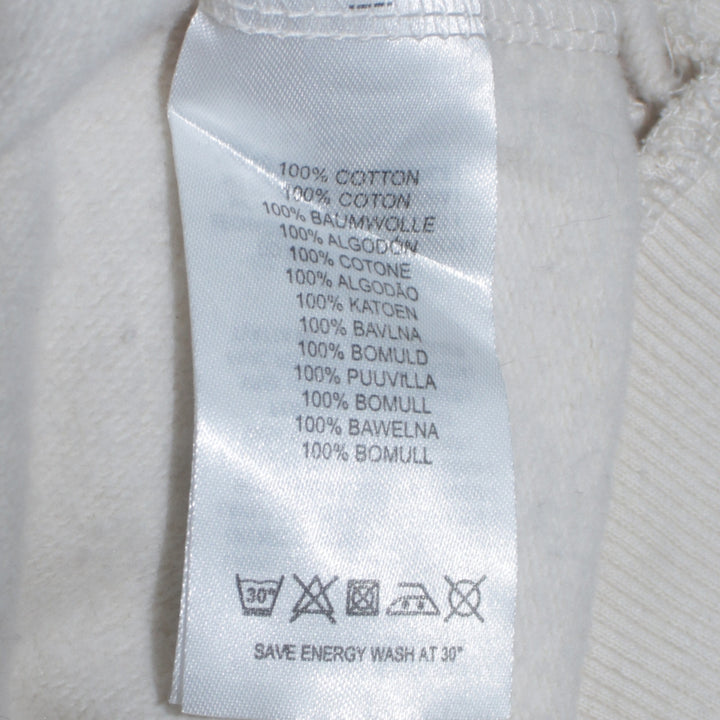 100% COTTON
100% COTON
100% BAUMWOLLE
100% ALGODÓN
100% COTONE
100% ALGODÃO
100% KATOEN
100% BAVLNA
100% BOMULD
100% PUUVILLA
100% BOMULL
100% BAWELNA
100% BOMULL
30°
SAVE ENERGY WASH AT 30°